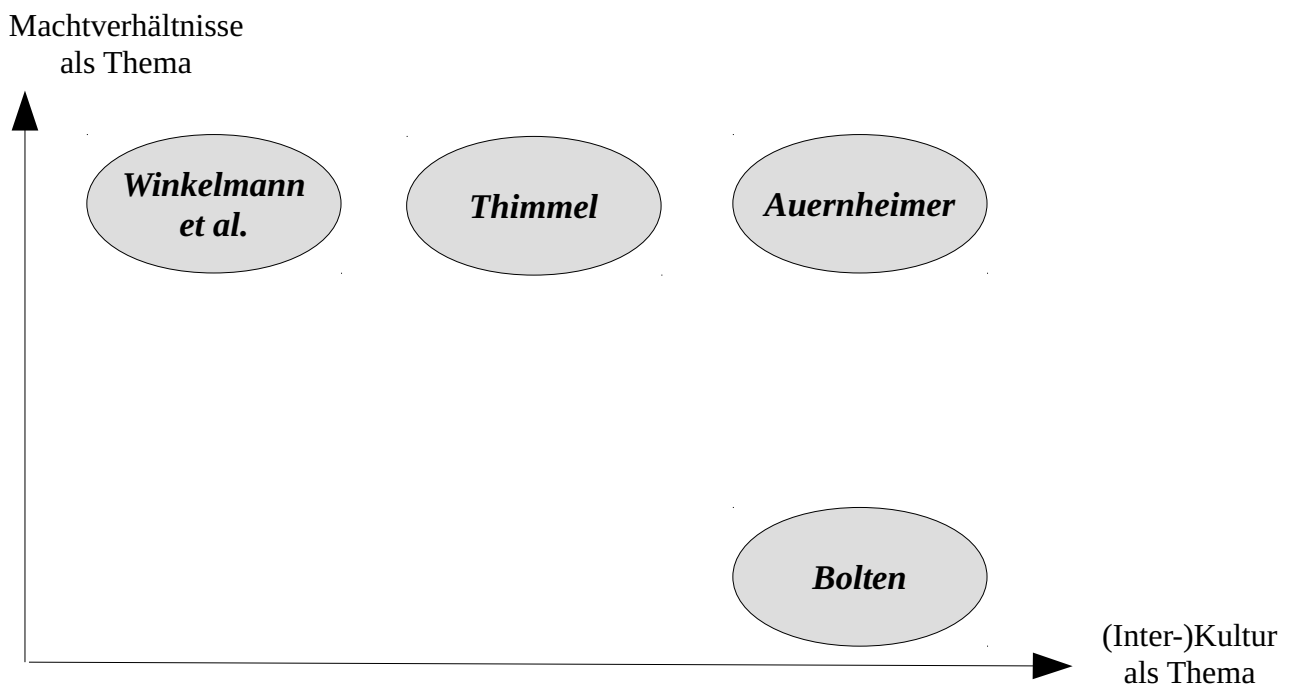 Machtverhältnisse
als Thema
Winkelmann
et al.
Thimmel
Auernheimer
Bolten
(Inter-)Kultur
als Thema